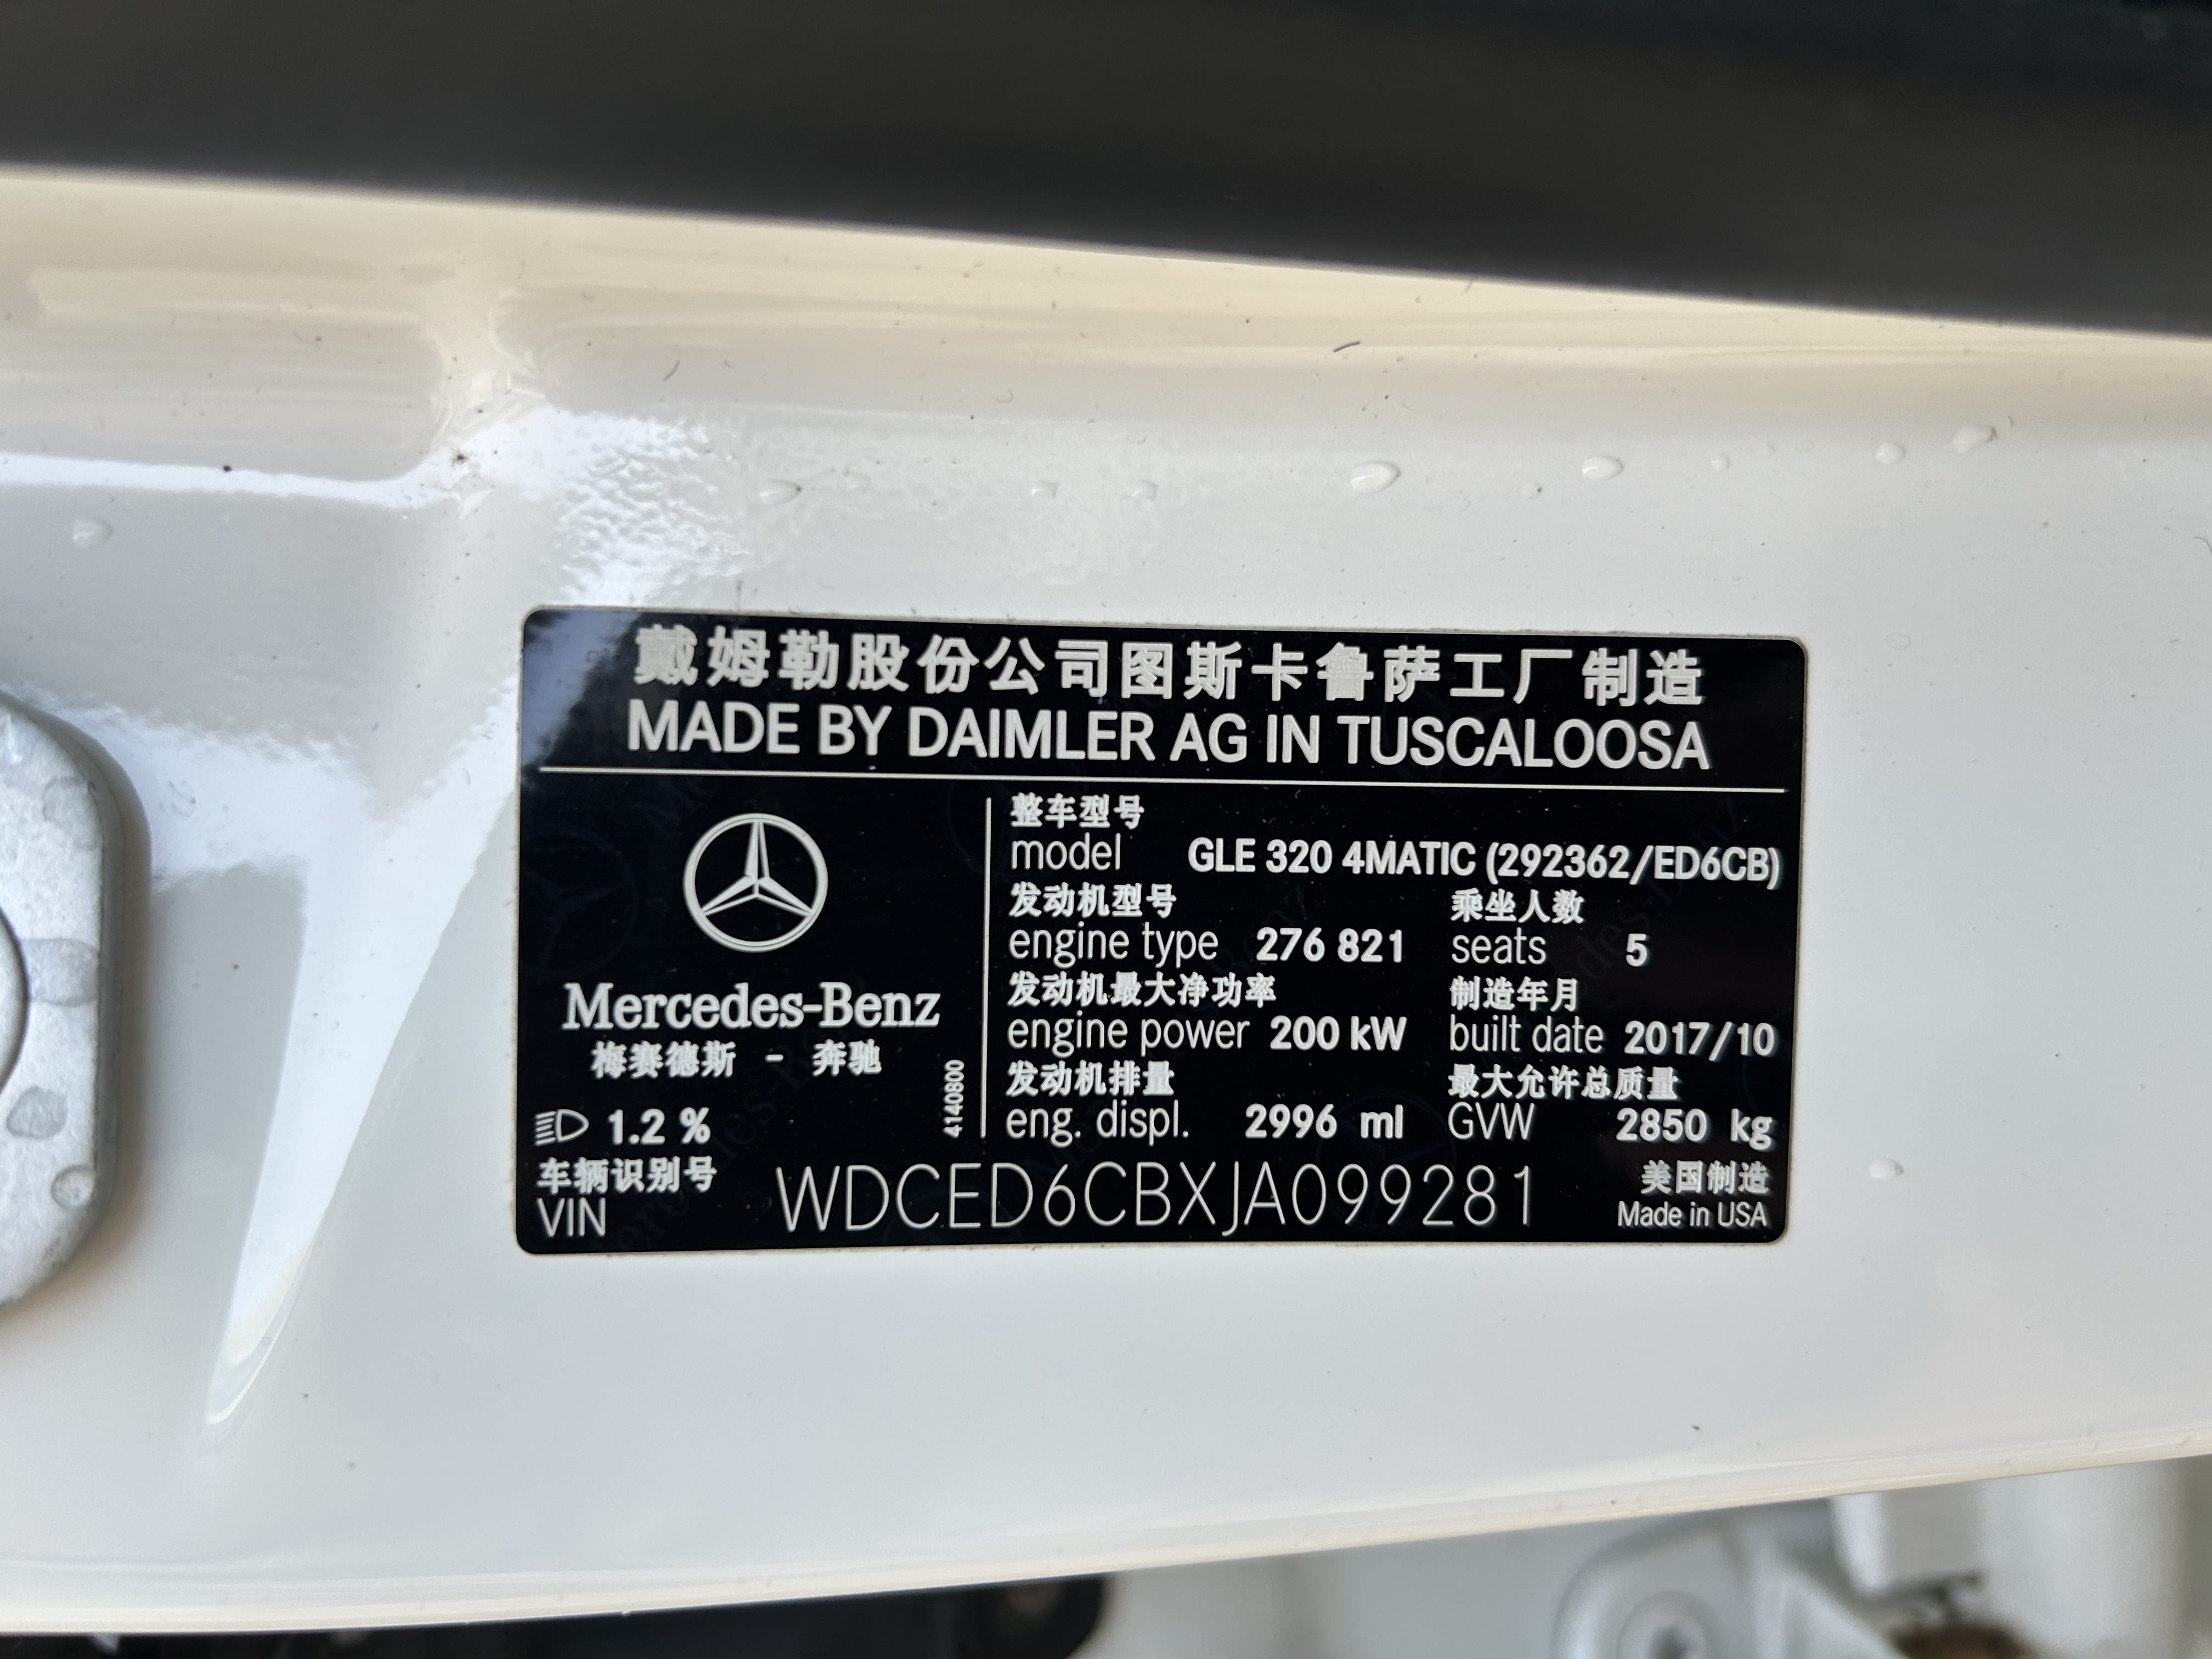 戴姆勒股份公司图斯卡鲁萨工厂制造
MADE BY DAIMLER AG IN TUSCALOOSA
Mercedes-Benz
梅赛德斯 - 奔驰
1.2 %
4140800
整车型号
model GLE 320 4MATIC (292362/ED6CB)
发动机型号 乘坐人数
engine type 276 821 seats 5
发动机最大净功率 制造年月
engine power 200 kW built date 2017/10
发动机排量 最大允许总质量
eng. displ. 2996 ml GVW 2850 kg
车辆识别号 美国制造
VIN WDCED6CBXJA099281 Made in USA